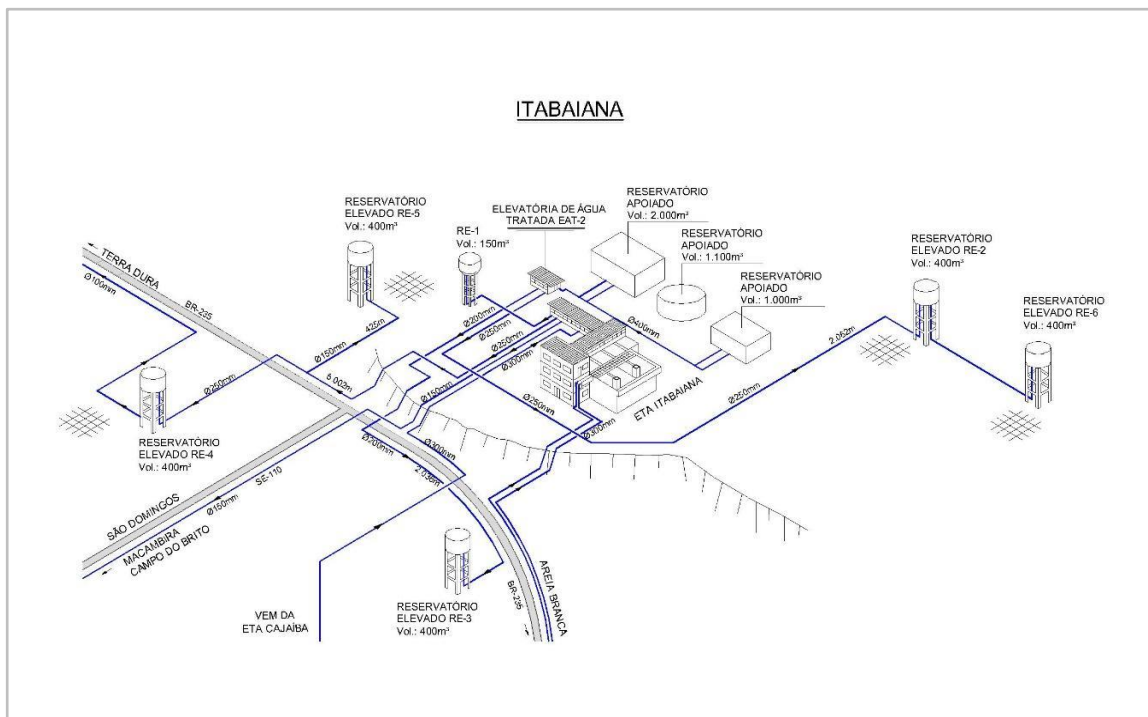 ITABAIANA
RESERVATÓRIO
ELEVADO RE-5
Vol.: 400m³
RE-1
Vol.: 150m³
ELEVATÓRIA DE ÁGUA
TRATADA EAT-2
RESERVATÓRIO
APOIADO
Vol.: 2.000m³
RESERVATÓRIO
APOIADO
Vol.: 1.100m³
RESERVATÓRIO
APOIADO
Vol.: 1.000m³
RESERVATÓRIO
ELEVADO RE-2
Vol.: 400m³
RESERVATÓRIO
ELEVADO RE-6
Vol.: 400m³
TERRA DURA
BR-235
Ø100mm
Ø250mm
Ø150mm
425m
6.002m
Ø200mm
Ø250mm
Ø250mm
Ø300mm
Ø150mm
Ø400mm
ETA ITABAIANA
Ø250mm
Ø300mm
Ø250mm
2.062m
RESERVATÓRIO
ELEVADO RE-4
Vol.: 400m³
Ø200mm
Ø300mm
2.036m
SÃO DOMINGOS
SE-110
Ø150mm
MACAMBIRA
CAMPO DO BRITO
VEM DA
ETA CAJAÍBA
RESERVATÓRIO
ELEVADO RE-3
Vol.: 400m³
BR-235
AREIA BRANCA